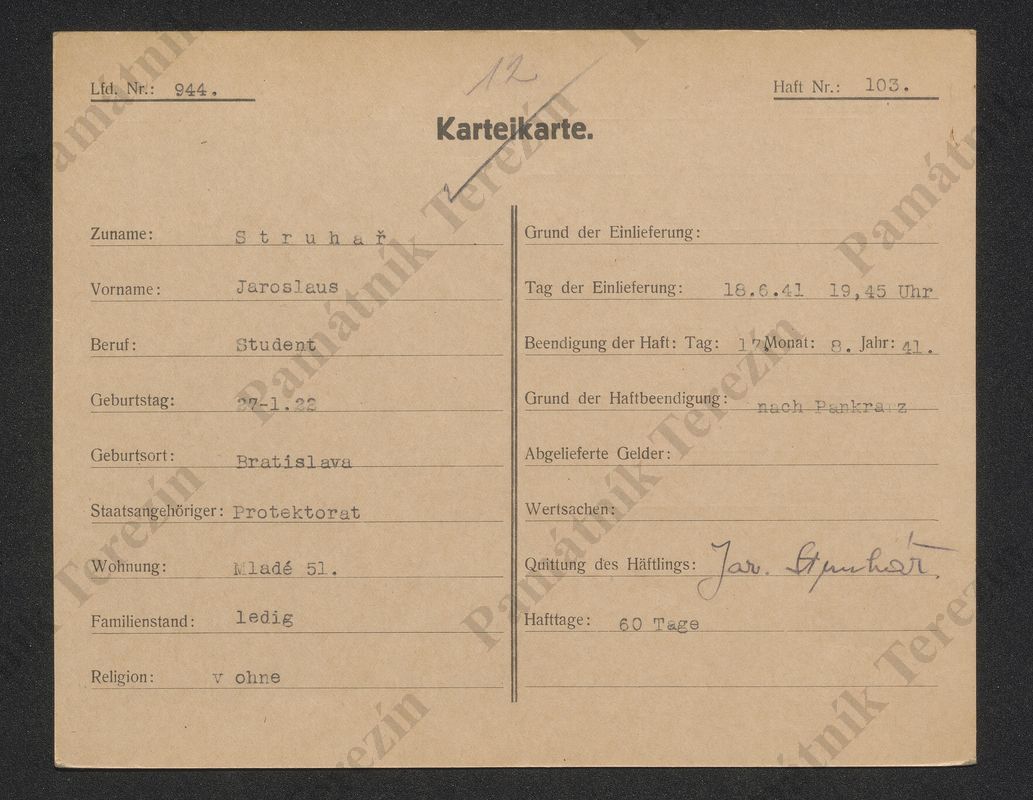 12
Lfd. Nr.: 944.
Haft Nr.: 103.
Karteikarte.
Zuname: Struhař
Vorname: Jaroslaus
Beruf: Student
Geburtstag: 27-1.22
Geburtsort: Bratislava
Staatsangehöriger: Protektorat
Wohnung: Mladé 51.
Familienstand: ledig
Religion: v ohne
Grund der Einlieferung:
Tag der Einlieferung: 18.6.41 19,45 Uhr
Beendigung der Haft: Tag: 17 Monat: 8. Jahr: 41.
Grund der Haftbeendigung: nach Pankratz
Abgelieferte Gelder:
Wertsachen:
Quittung des Häftlings: Jar. Struhař
Hafttage: 60 Tage
Památník Terezín